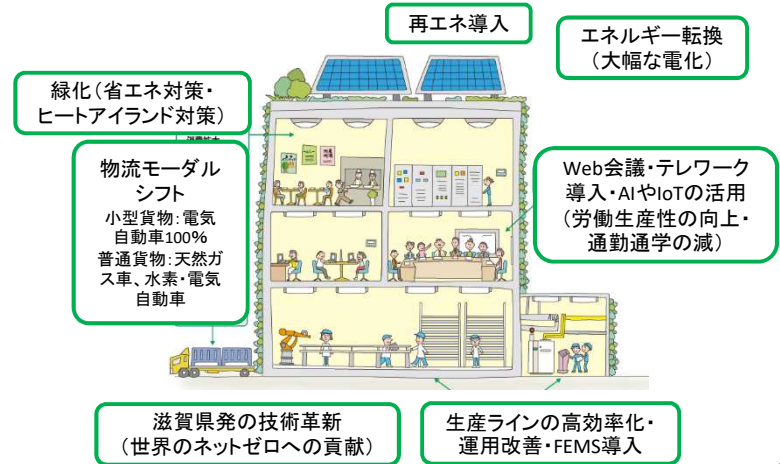 再エネ導入
エネルギー転換
（大幅な電化）
緑化（省エネ対策・
ヒートアイランド対策）
物流モーダル
シフト
小型貨物：電気
自動車100％
普通貨物：天然ガ
ス車、水素・電気
自動車
Web会議・テレワーク
導入・AIやIoTの活用
（労働生産性の向上・
通勤通学の減）
滋賀県発の技術革新
（世界のネットゼロへの貢献）
生産ラインの高効率化・
運用改善・FEMS導入